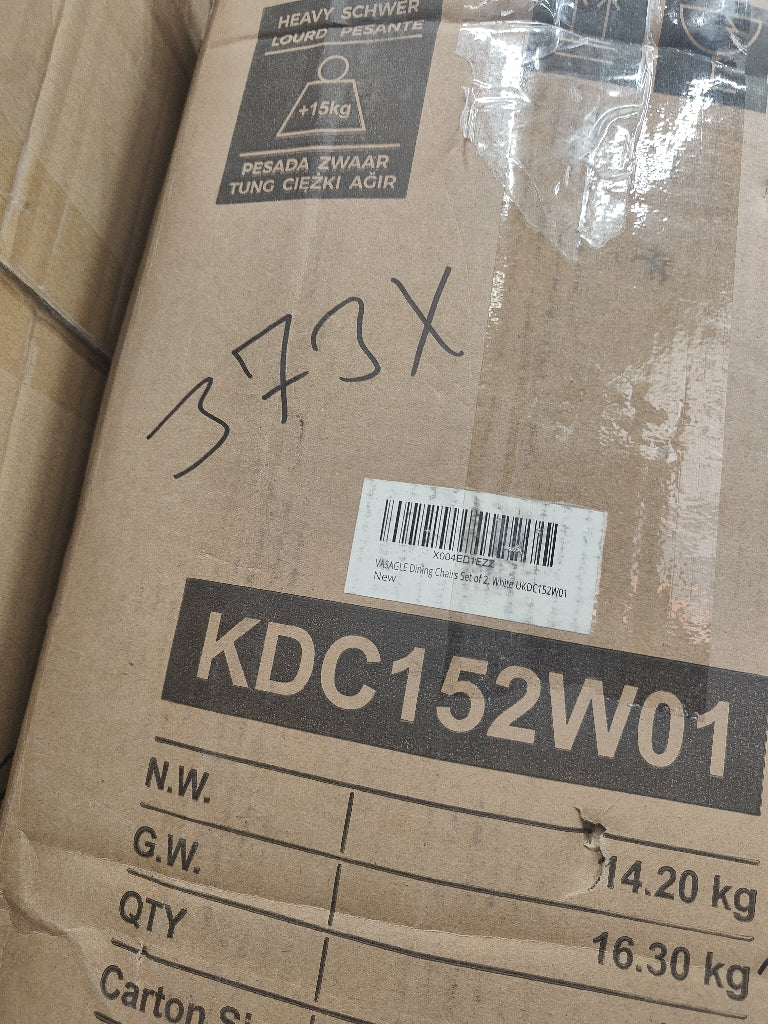 HEAVY SCHWER
LOURD PESANTE
+15kg
PESADA ZWAAR
TUNG CIĘŻKI AĞIR
373X
X004ED1EZZ
VASAGLE Dining Chairs Set of 2, White UKDC152W01
New
KDC152W01
N.W. 14.20 kg
G.W. 16.30 kg
QTY
Carton